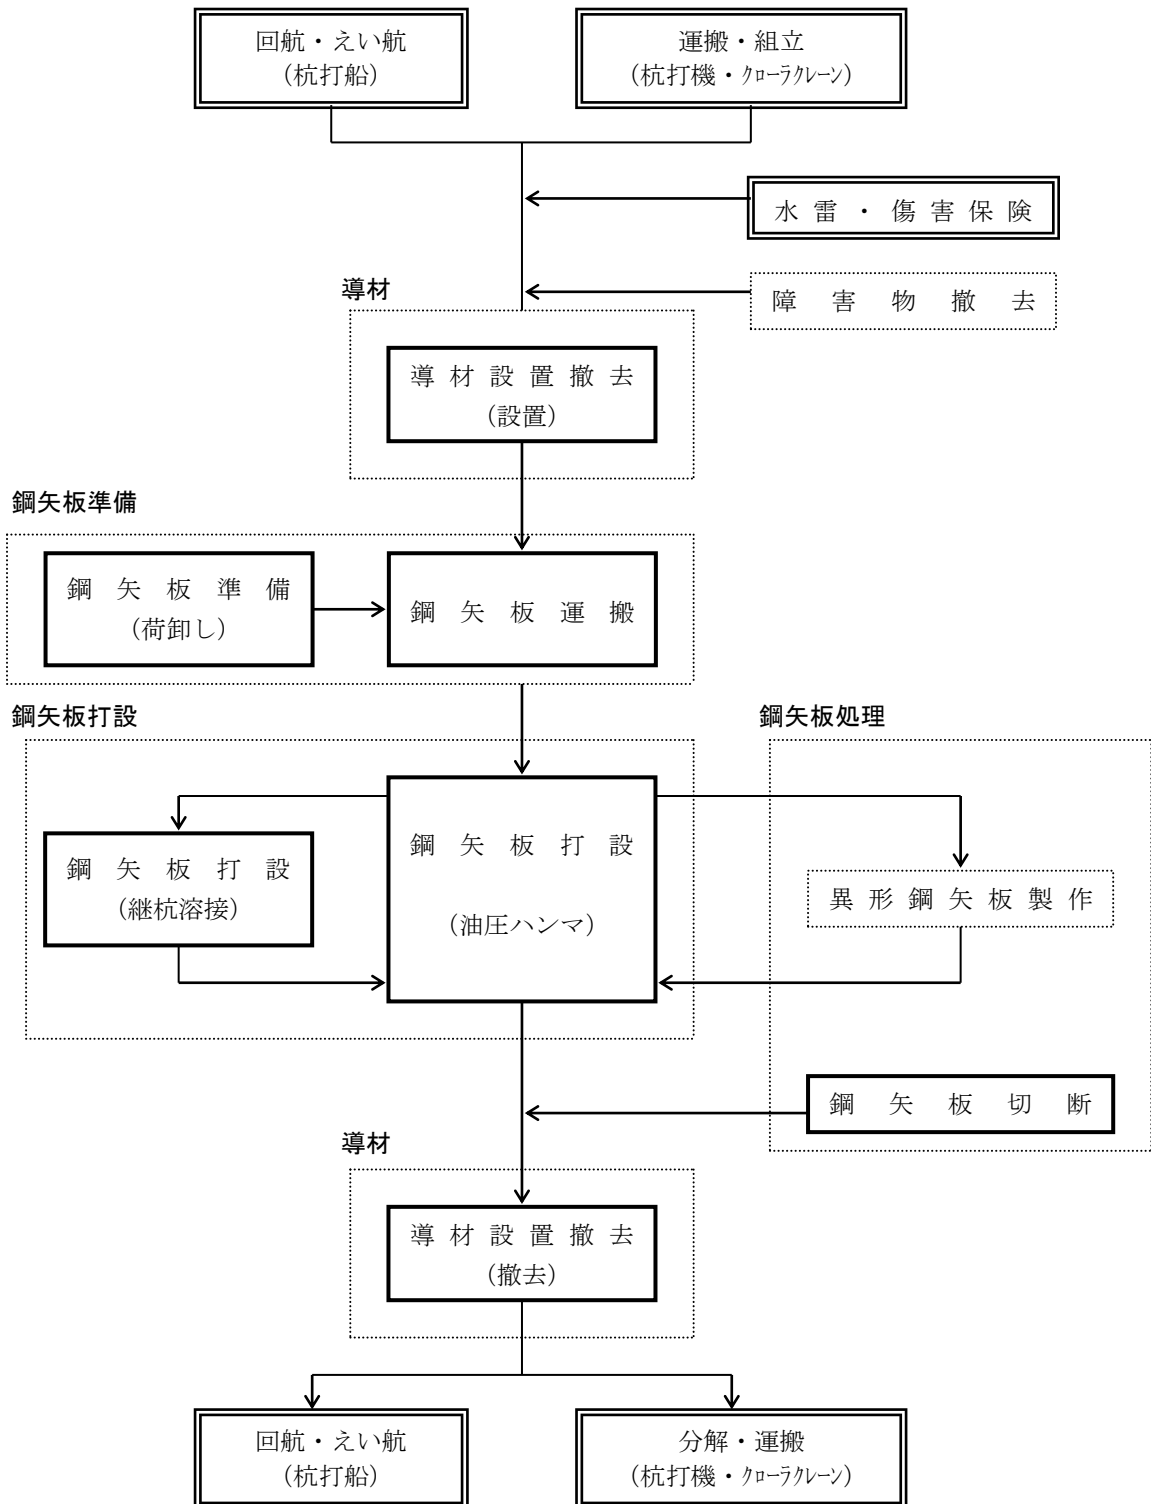 回航・えい航
(杭打船)
運搬・組立
(杭打機・ｸﾛｰﾗｸﾚｰﾝ)
水雷・傷害保険
障害物撤去
導材
導材設置撤去
(設置)
鋼矢板準備
鋼矢板準備
(荷卸し)
鋼矢板運搬
鋼矢板打設
鋼矢板処理
鋼矢板打設
(継杭溶接)
鋼矢板打設
(油圧ハンマ)
異形鋼矢板製作
鋼矢板切断
導材
導材設置撤去
(撤去)
回航・えい航
(杭打船)
分解・運搬
(杭打機・ｸﾛｰﾗｸﾚｰﾝ)